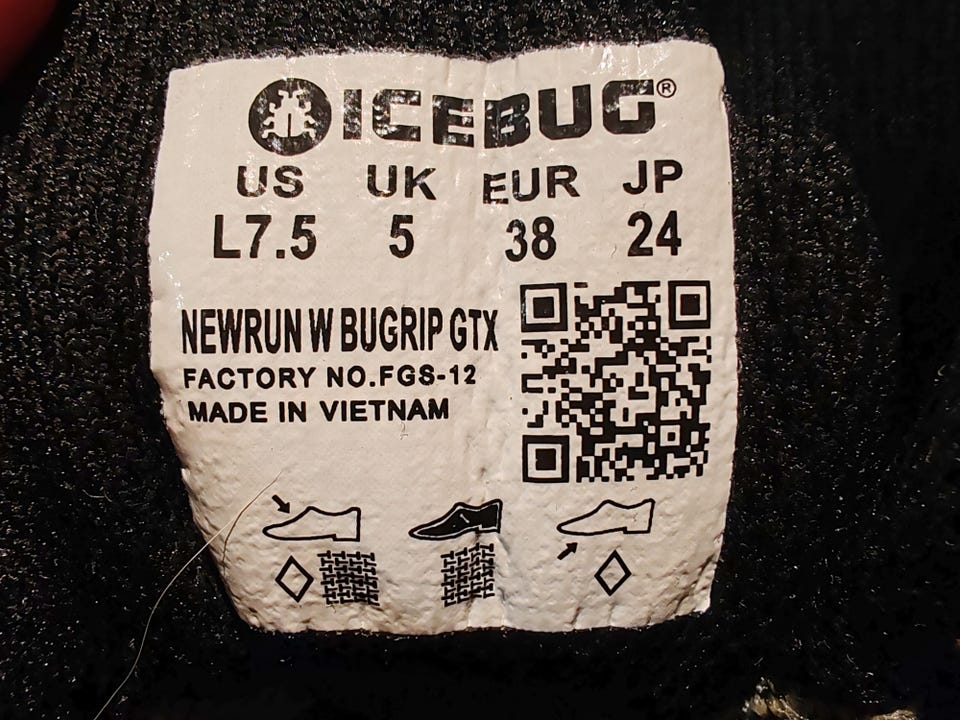 ICEBUG®
US UK EUR JP
L7.5 5 38 24
NEWRUN W BUGRIP GTX
FACTORY NO.FGS-12
MADE IN VIETNAM